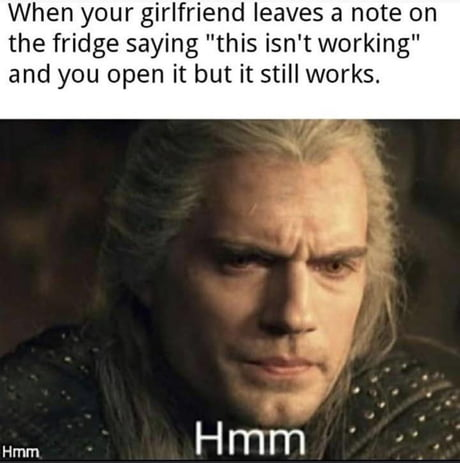 When your girlfriend leaves a note on
the fridge saying "this isn't working"
and you open it but it still works.
Hmm
Hmm